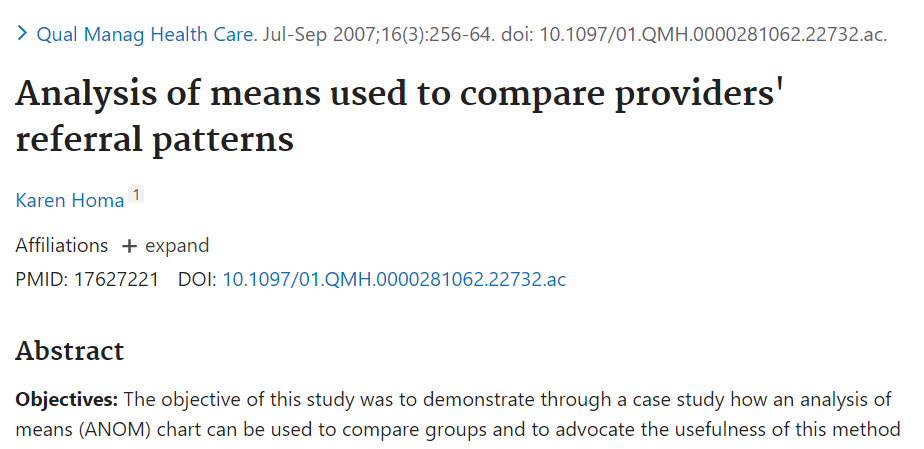 Qual Manag Health Care. Jul-Sep 2007;16(3):256-64. doi: 10.1097/01.QMH.0000281062.22732.ac.
Analysis of means used to compare providers'
referral patterns
Karen Homa 1
Affiliations + expand
PMID: 17627221 DOI: 10.1097/01.QMH.0000281062.22732.ac
Abstract
Objectives: The objective of this study was to demonstrate through a case study how an analysis of
means (ANOM) chart can be used to compare groups and to advocate the usefulness of this method